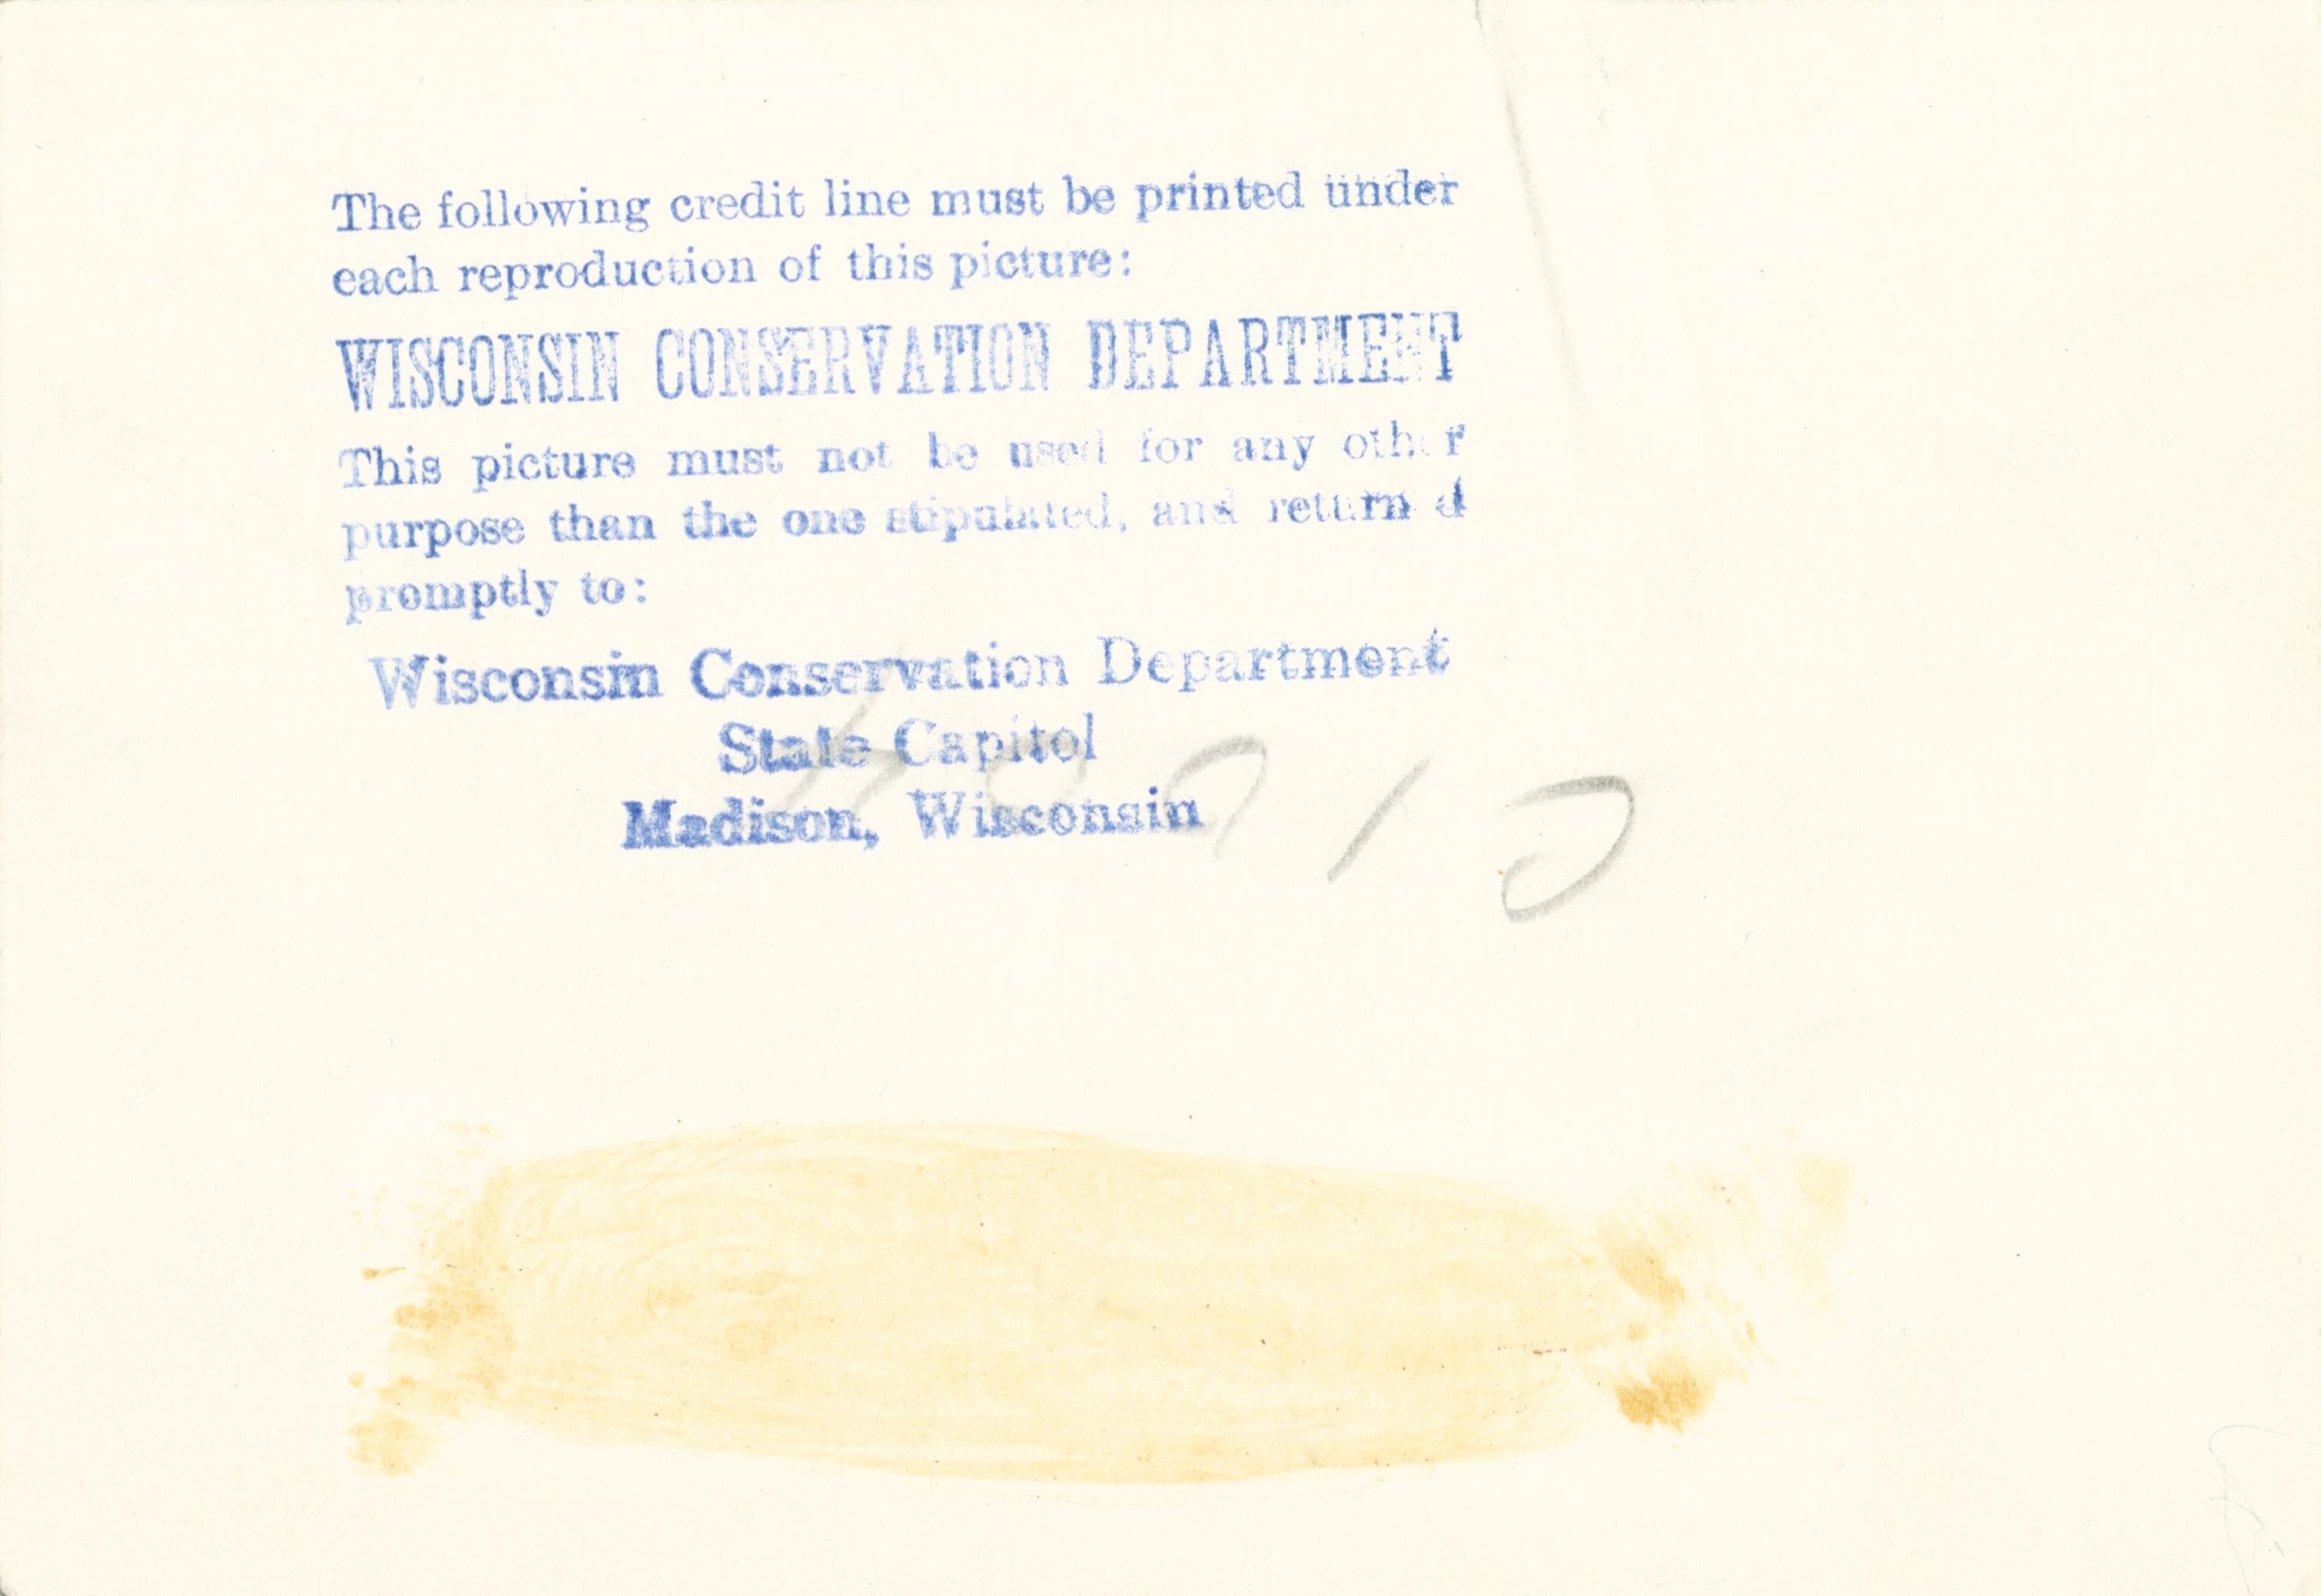 The following credit line must be printed under
each reproduction of this picture:
WISCONSIN CONSERVATION DEPARTMENT
This picture must not be used for any other
purpose than the one stipulated, and returned
promptly to:
Wisconsin Conservation Department
State Capitol
Madison, Wisconsin